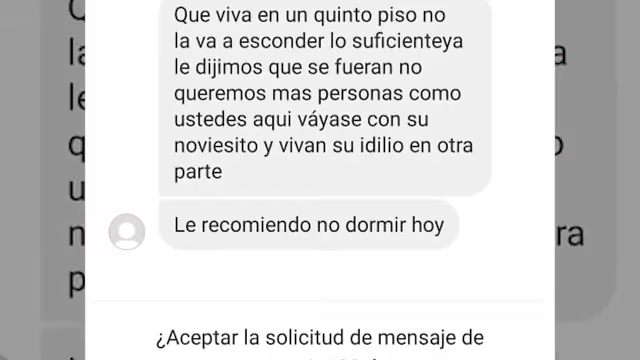 Que viva en un quinto piso no
la va a esconder lo suficienteya
le dijimos que se fueran no
queremos mas personas como
ustedes aqui váyase con su
noviesito y vivan su idilio en otra
parte
Le recomiendo no dormir hoy
¿Aceptar la solicitud de mensaje de